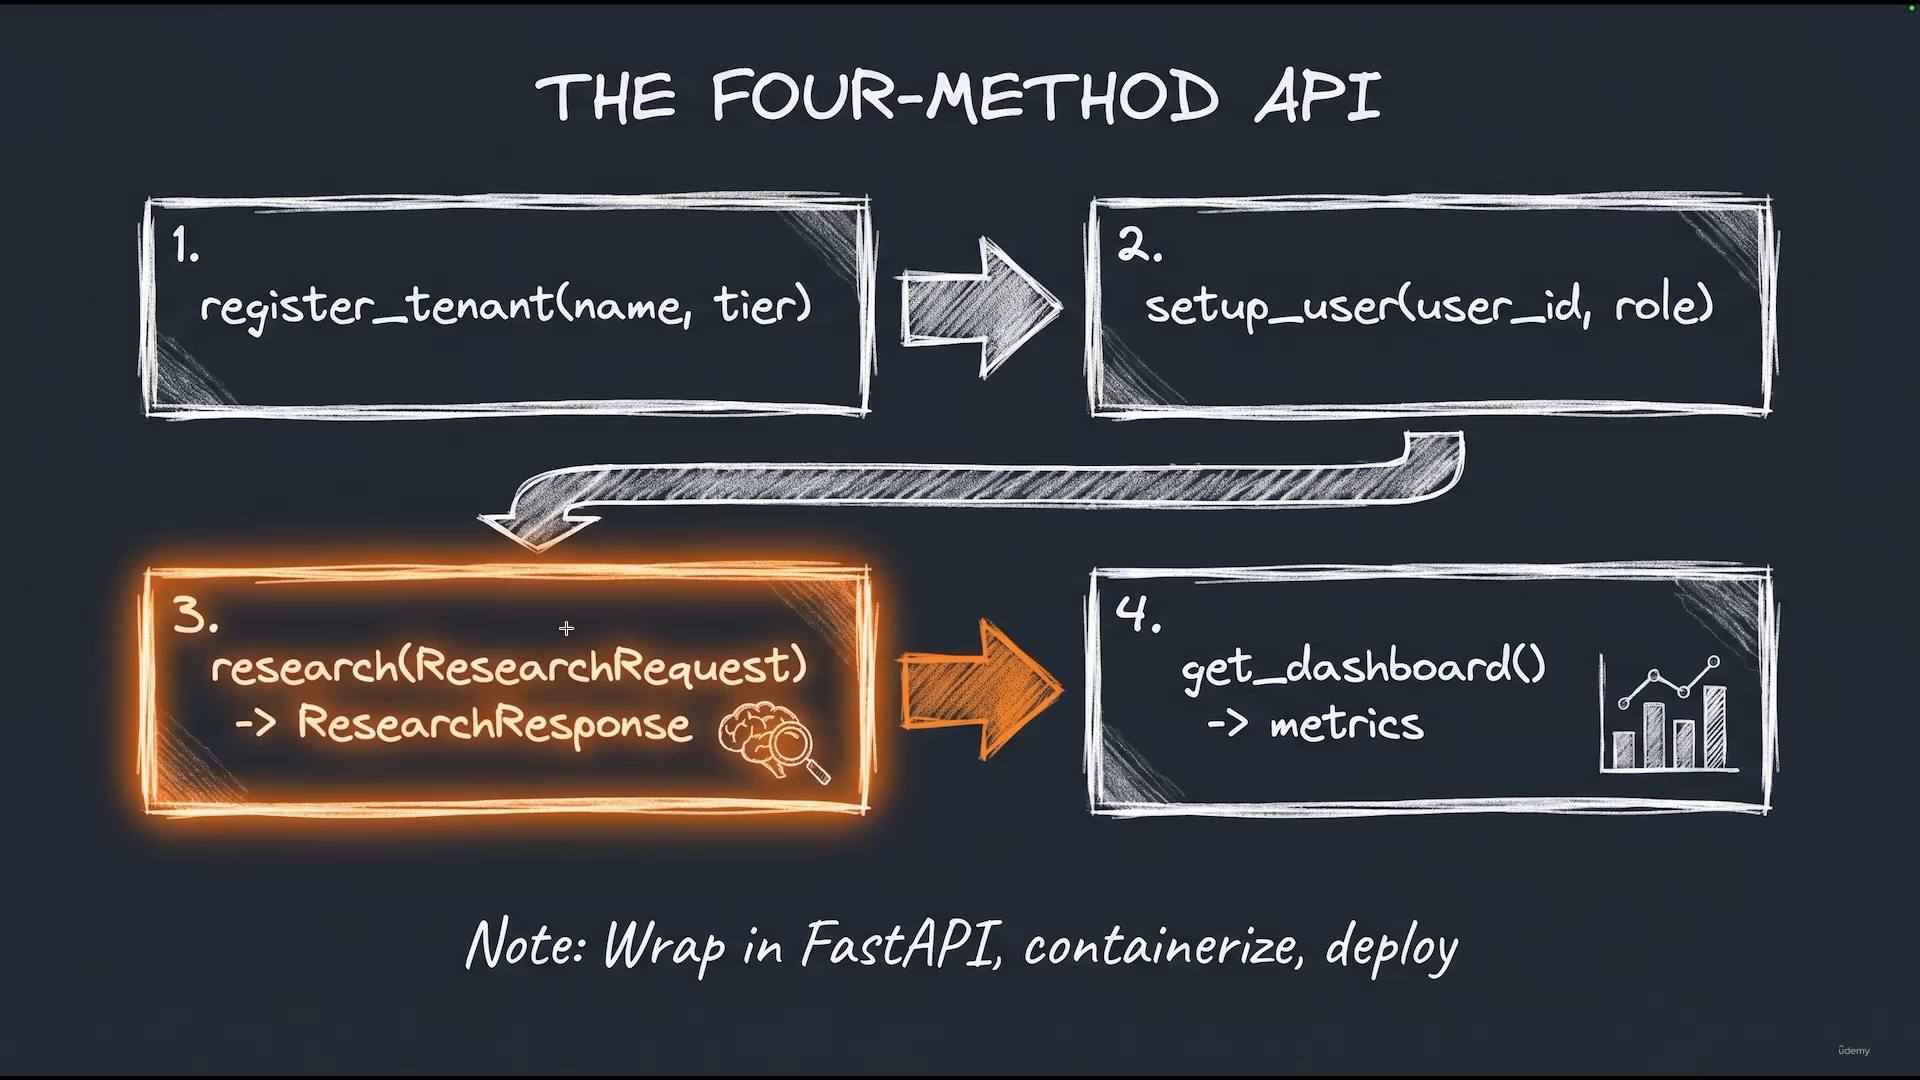 THE FOUR-METHOD API
1.
register_tenant(name, tier)
2.
setup_user(user_id, role)
3.
research(ResearchRequest)
-> ResearchResponse
4.
get_dashboard()
-> metrics
Note: Wrap in FastAPI, containerize, deploy
ûdemy